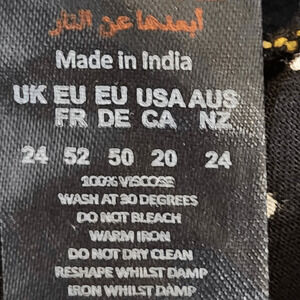 أبعدها عن النار
Made in India
UK EU EU USA AUS
FR DE CA NZ
24 52 50 20 24
100% VISCOSE
WASH AT 30 DEGREES
DO NOT BLEACH
WARM IRON
DO NOT DRY CLEAN
RESHAPE WHILST DAMP
IRON WHILST DAMP